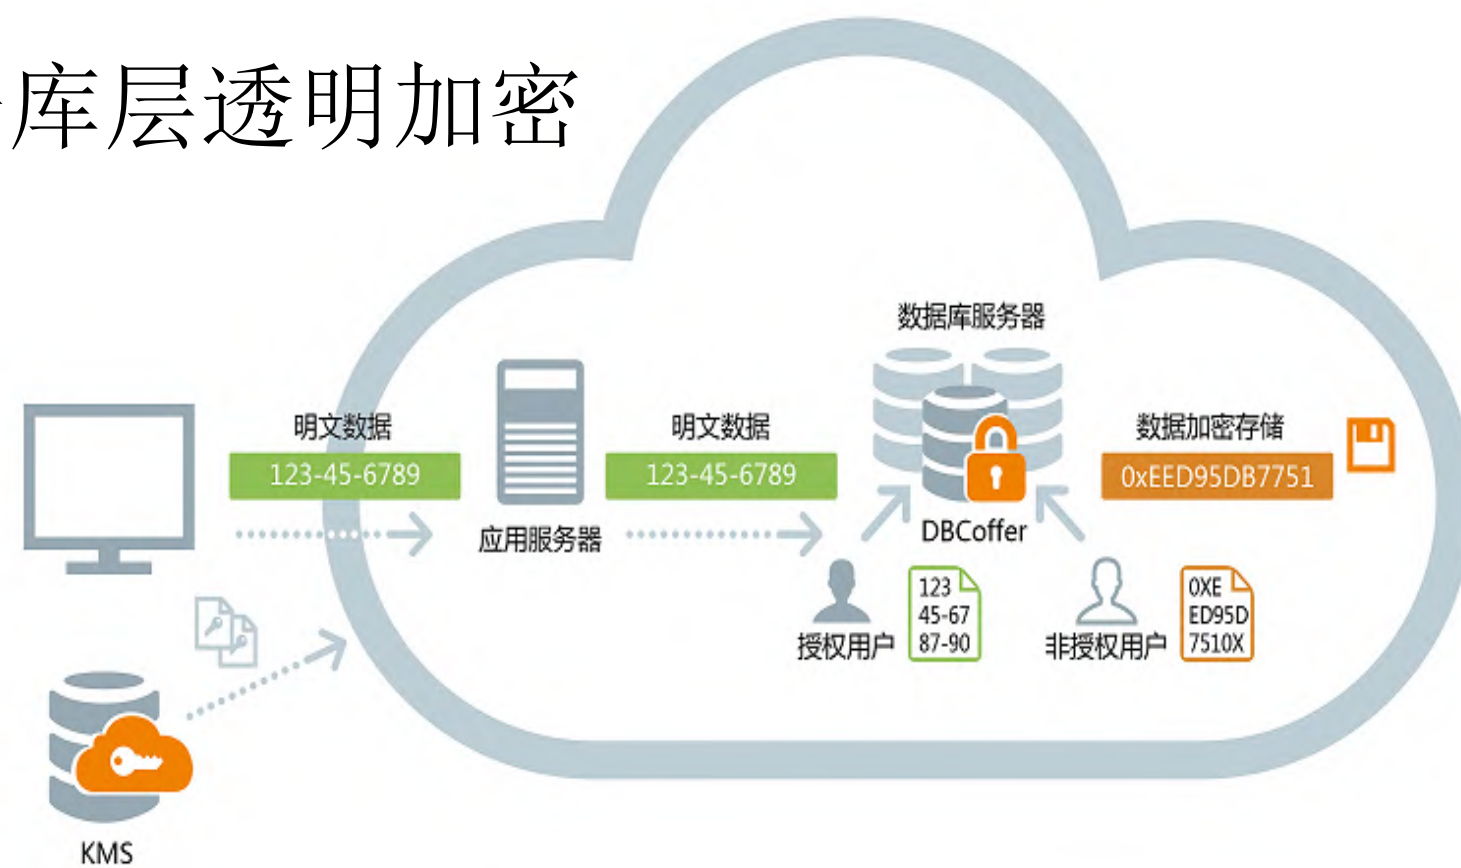 库层透明加密
数据库服务器
明文数据
123-45-6789
明文数据
123-45-6789
数据加密存储
0xEED95DB7751
应用服务器
DBCoffer
授权用户
123
45-67
87-90
非授权用户
0XE
ED95D
7510X
KMS